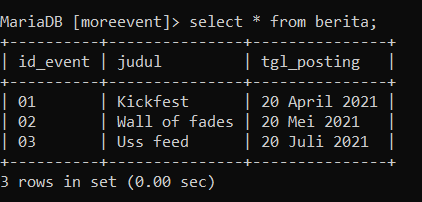 MariaDB [moreevent]> select * from berita;
+----------+---------------+---------------+
| id_event | judul         | tgl_posting   |
+----------+---------------+---------------+
| 01       | Kickfest      | 20 April 2021 |
| 02       | Wall of fades | 20 Mei 2021   |
| 03       | Uss feed      | 20 Juli 2021  |
+----------+---------------+---------------+
3 rows in set (0.00 sec)